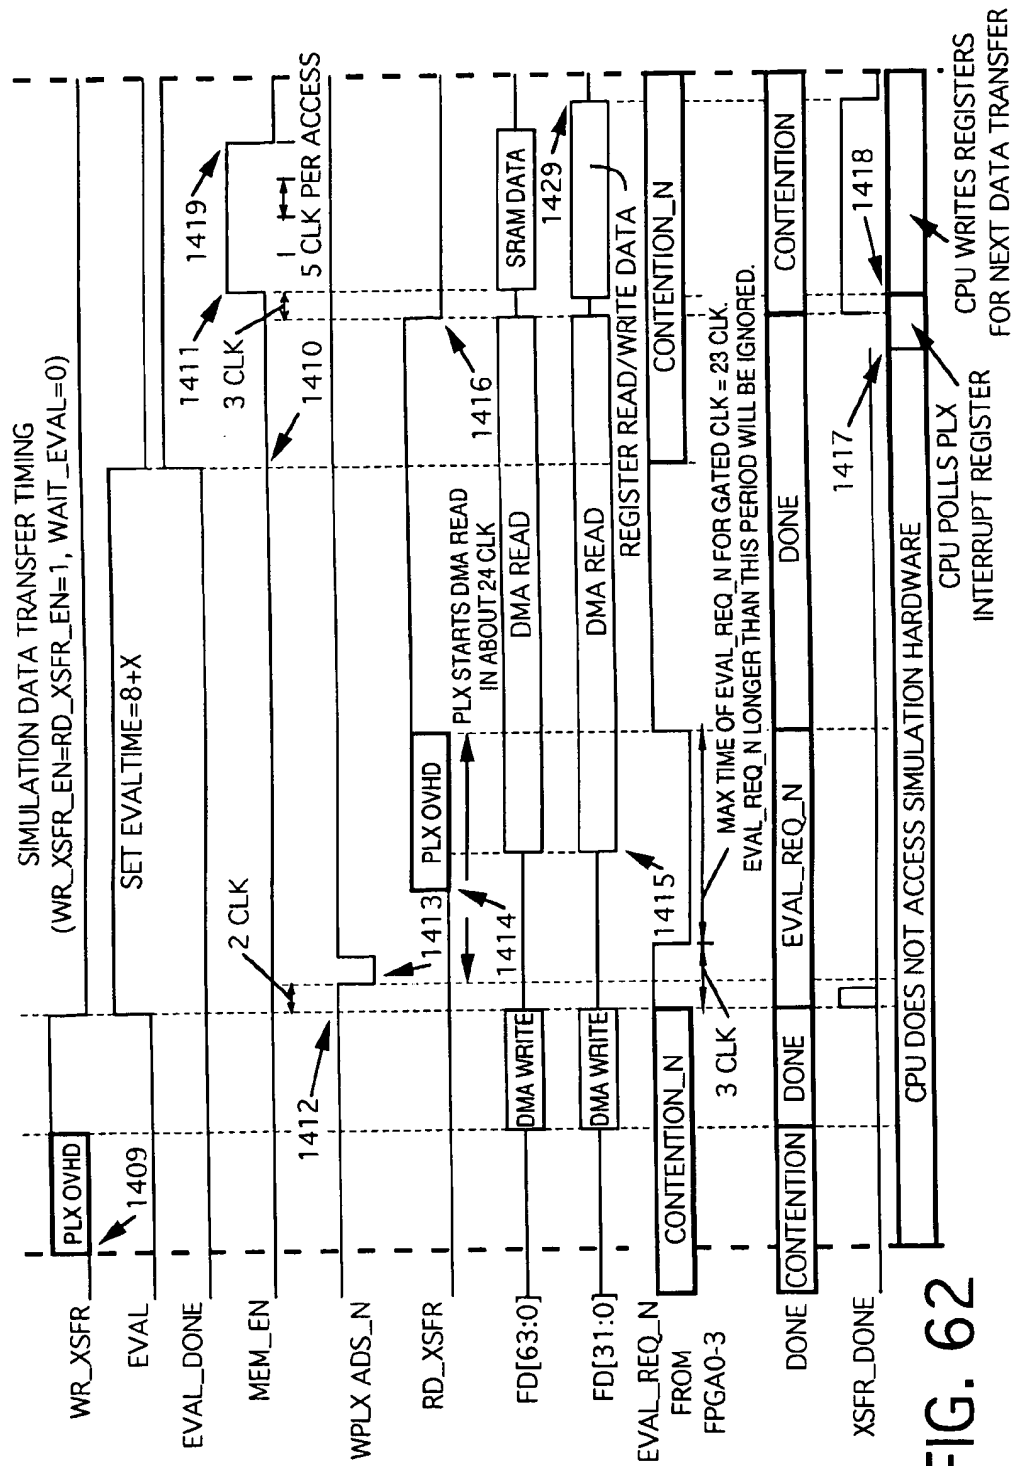 SIMULATION DATA TRANSFER TIMING
(WR_XSFR_EN=RD_XSFR_EN=1, WAIT_EVAL=0)
WR_XSFR
PLX OVHD
1409
EVAL
SET EVALTIME=8+X
EVAL_DONE
2 CLK
MEM_EN
1410
1411
3 CLK
1419
5 CLK PER ACCESS
WPLX ADS_N
1412
1413
RD_XSFR
PLX OVHD
1414
1416
PLX STARTS DMA READ
IN ABOUT 24 CLK
FD[63:0]
DMA WRITE
DMA READ
SRAM DATA
1429
FD[31:0]
DMA WRITE
DMA READ
1415
REGISTER READ/WRITE DATA
EVAL_REQ_N
FROM
FPGA0-3
CONTENTION_N
CONTENTION_N
3 CLK
MAX TIME OF EVAL_REQ_N FOR GATED CLK = 23 CLK.
EVAL_REQ_N LONGER THAN THIS PERIOD WILL BE IGNORED.
DONE
CONTENTION
DONE
EVAL_REQ_N
DONE
CONTENTION
XSFR_DONE
1417
1418
CPU DOES NOT ACCESS SIMULATION HARDWARE
CPU POLLS PLX
INTERRUPT REGISTER
CPU WRITES REGISTERS
FOR NEXT DATA TRANSFER
FIG. 62